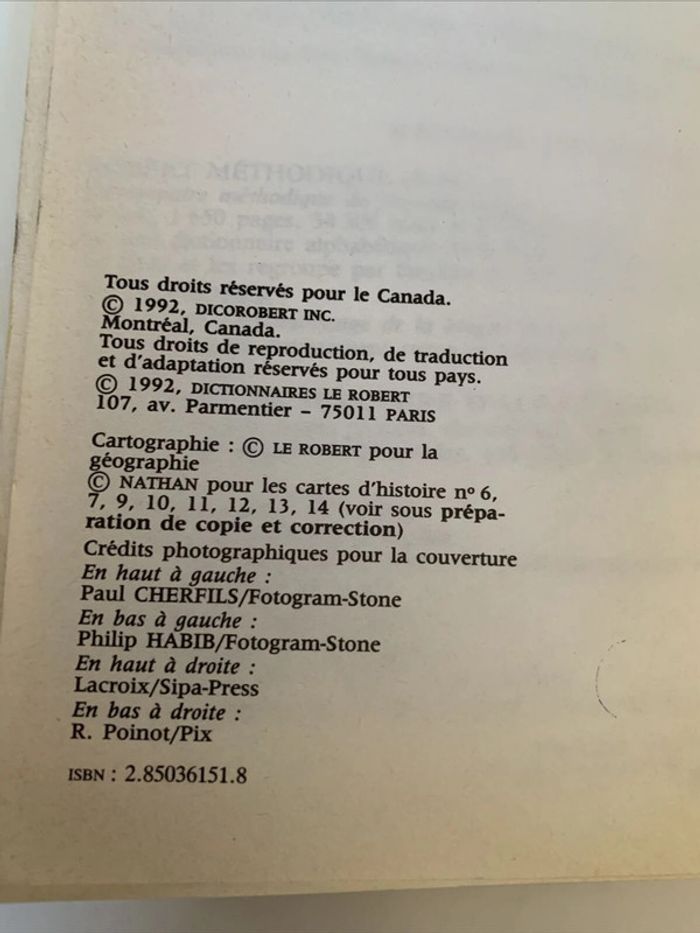 Tous droits réservés pour le Canada.
© 1992, DICOROBERT INC.
Montréal, Canada.
Tous droits de reproduction, de traduction
et d'adaptation réservés pour tous pays.
© 1992, DICTIONNAIRES LE ROBERT
107, av. Parmentier – 75011 PARIS
Cartographie : © LE ROBERT pour la
géographie
© NATHAN pour les cartes d'histoire nº 6,
7, 9, 10, 11, 12, 13, 14 (voir sous prépa-
ration de copie et correction)
Crédits photographiques pour la couverture
En haut à gauche :
Paul CHERFILS/Fotogram-Stone
En bas à gauche :
Philip HABIB/Fotogram-Stone
En haut à droite :
Lacroix/Sipa-Press
En bas à droite :
R. Poinot/Pix
ISBN : 2.85036151.8